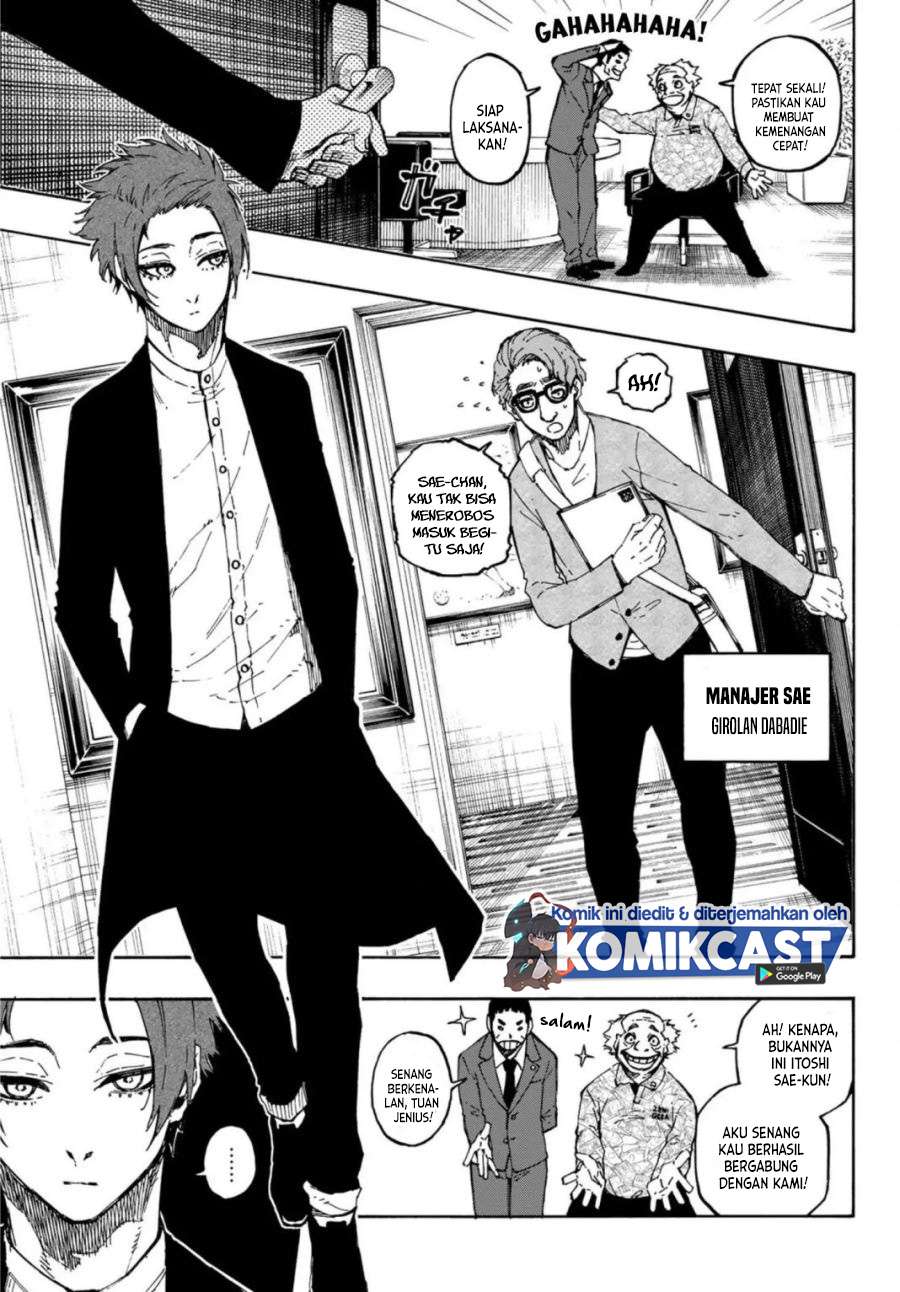 GAHAHAHAHA!
TEPAT SEKALI!
PASTIKAN KAU
MEMBUAT
KEMENANGAN
CEPAT!
SIAP
LAKSANA-
KAN!
ガチャ
AH!
SAE-CHAN,
KAU TAK BISA
MENEROBOS
MASUK BEGI-
TU SAJA!
MANAJER SAE
GIROLAN DABADIE
Komik ini diedit & diterjemahkan oleh
KOMIKCAST
GET IT ON
Google Play
AH! KENAPA,
BUKANNYA
INI ITOSHI
SAE-KUN!
AKU SENANG
KAU BERHASIL
BERGABUNG
DENGAN KAMI!
salam!
SENANG
BERKENA-
LAN, TUAN
JENIUS!
......